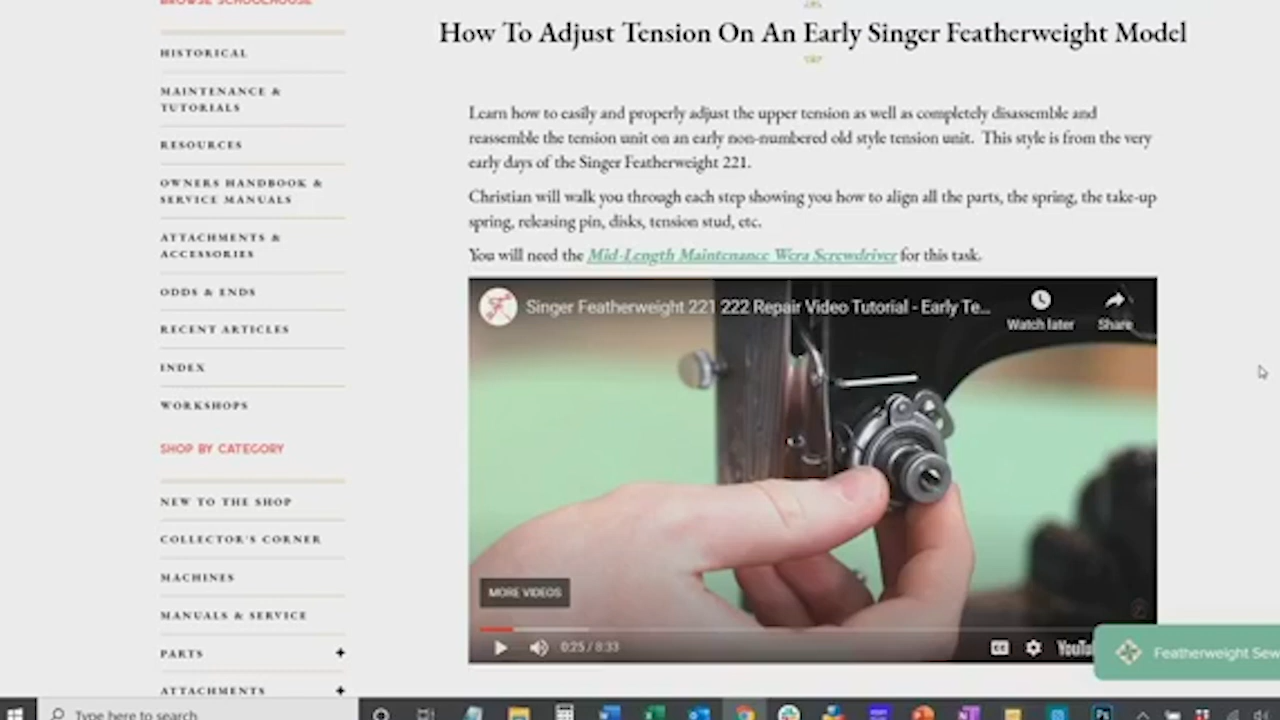 BROWSE SCHOOLHOUSE
HISTORICAL
MAINTENANCE &
TUTORIALS
RESOURCES
OWNERS HANDBOOK &
SERVICE MANUALS
ATTACHMENTS &
ACCESSORIES
ODDS & ENDS
RECENT ARTICLES
INDEX
WORKSHOPS
SHOP BY CATEGORY
NEW TO THE SHOP
COLLECTOR'S CORNER
MACHINES
MANUALS & SERVICE
PARTS +
ATTACHMENTS +
How To Adjust Tension On An Early Singer Featherweight Model
Learn how to easily and properly adjust the upper tension as well as completely disassemble and
reassemble the tension unit on an early non-numbered old style tension unit. This style is from the very
early days of the Singer Featherweight 221.
Christian will walk you through each step showing you how to align all the parts, the spring, the take-up
spring, releasing pin, disks, tension stud, etc.
You will need the Mid-Length Maintenance Wera Screwdriver for this task.
Singer Featherweight 221 222 Repair Video Tutorial - Early Te...
Watch later
Share
MORE VIDEOS
0:25 / 8:33
CC
YouTu
Featherweight Sew
Type here to search